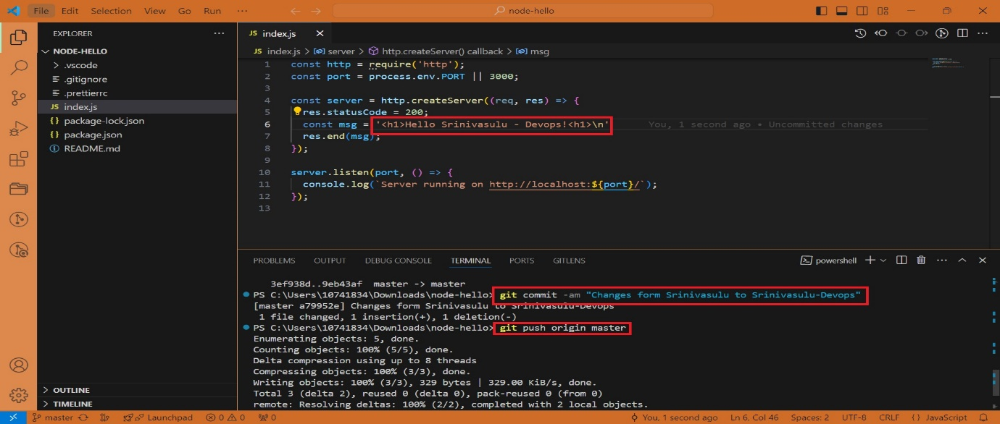 File Edit Selection View Go Run ··· node-hello
EXPLORER ···
NODE-HELLO
.vscode
.gitignore
.prettierrc
JS index.js
{} package-lock.json
{} package.json
README.md
OUTLINE
TIMELINE
JS index.js ×
JS index.js > server > http.createServer() callback > msg
1 const http = require('http');
2 const port = process.env.PORT || 3000;
3
4 const server = http.createServer((req, res) => {
5 res.statusCode = 200;
6 const msg = '<h1>Hello Srinivasulu - Devops!<h1>\n' You, 1 second ago • Uncommitted changes
7 res.end(msg);
8 });
9
10 server.listen(port, () => {
11 console.log(`Server running on http://localhost:${port}/`);
12 });
13
PROBLEMS OUTPUT DEBUG CONSOLE TERMINAL PORTS GITLENS powershell
3ef938d..9eb43af master -> master
PS C:\Users\10741834\Downloads\node-hello> git commit -am "Changes form Srinivasulu to Srinivasulu-Devops"
[master a79952e] Changes form Srinivasulu to Srinivasulu-Devops
1 file changed, 1 insertion(+), 1 deletion(-)
PS C:\Users\10741834\Downloads\node-hello> git push origin master
Enumerating objects: 5, done.
Counting objects: 100% (5/5), done.
Delta compression using up to 8 threads
Compressing objects: 100% (3/3), done.
Writing objects: 100% (3/3), 329 bytes | 329.00 KiB/s, done.
Total 3 (delta 2), reused 0 (delta 0), pack-reused 0 (from 0)
remote: Resolving deltas: 100% (2/2), completed with 2 local objects.
master Launchpad 0 0 0 You, 1 second ago Ln 6, Col 46 Spaces: 2 UTF-8 CRLF {} JavaScript